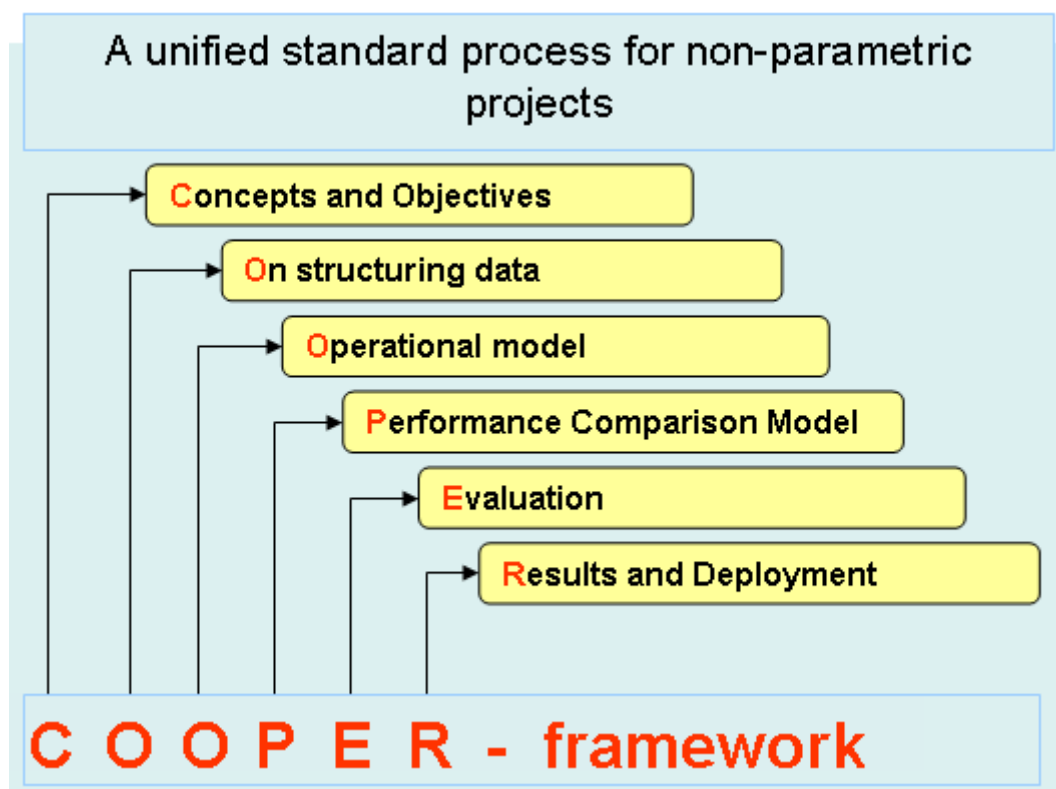 A unified standard process for non-parametric
projects
Concepts and Objectives
On structuring data
Operational model
Performance Comparison Model
Evaluation
Results and Deployment
C O O P E R - framework